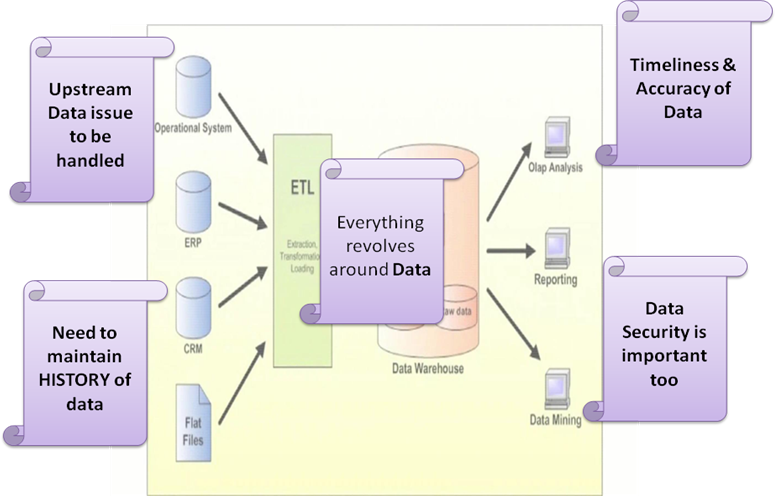 Upstream
Data issue
to be
handled
Timeliness &
Accuracy of
Data
Operational System
ETL
Extraction,
Loading
ERP
CRM
Flat
Files
Everything
revolves
around Data
data
Data Warehouse
Olap Analysis
Reporting
Data Mining
Need to
maintain
HISTORY of
data
Data
Security is
important
too